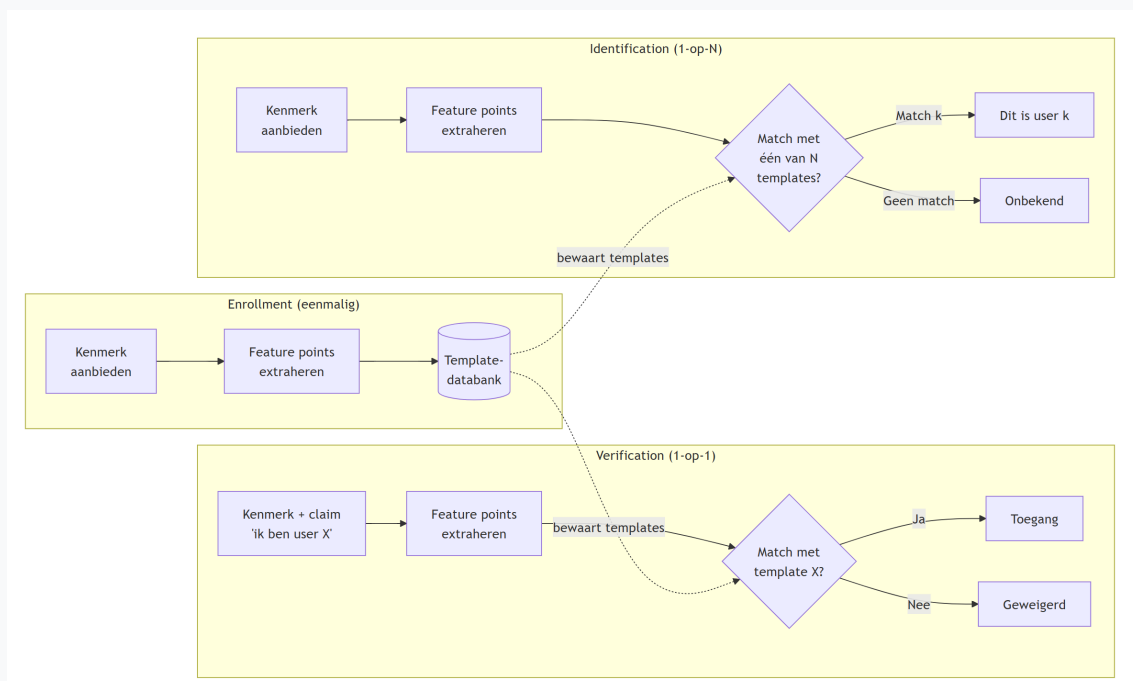 Identification (1-op-N)
Kenmerk
aanbieden
Feature points
extraheren
Match met
één van N
templates?
Match k
Dit is user k
Geen match
Onbekend
bewaart templates
Enrollment (eenmalig)
Kenmerk
aanbieden
Feature points
extraheren
Template-
databank
Verification (1-op-1)
Kenmerk + claim
'ik ben user X'
Feature points
extraheren
bewaart templates
Match met
template X?
Ja
Toegang
Nee
Geweigerd